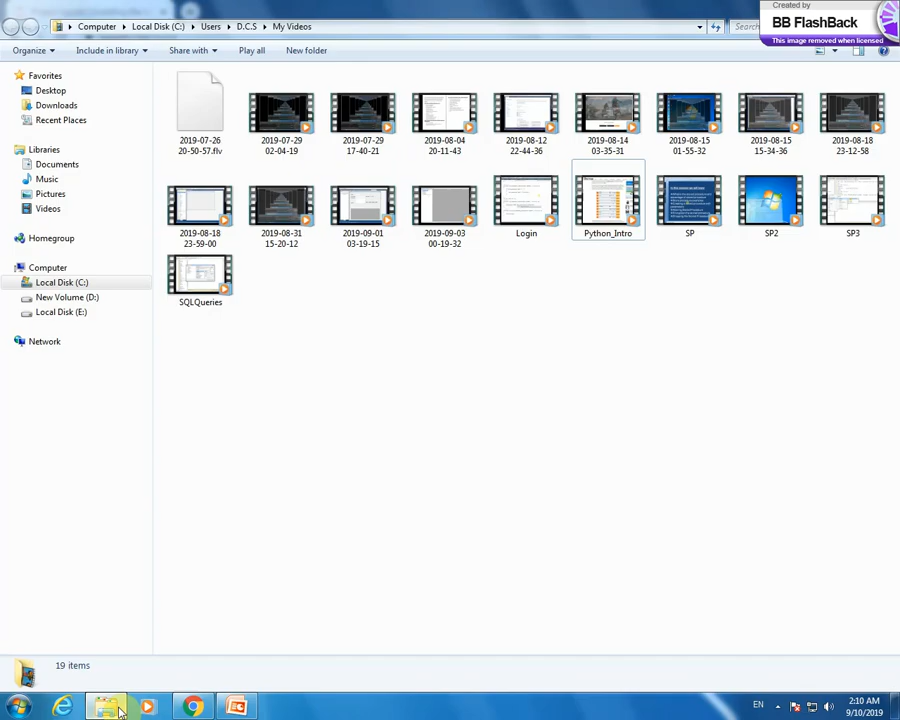 Created by
BB FlashBack
This image removed when licensed
Computer
Local Disk (C:)
Users
D.C.S
My Videos
Search
Organize
Include in library
Share with
Play all
New folder
Favorites
Desktop
Downloads
Recent Places
Libraries
Documents
Music
Pictures
Videos
Homegroup
Computer
Local Disk (C:)
New Volume (D:)
Local Disk (E:)
Network
2019-07-26
20-50-57.flv
2019-07-29
02-04-19
2019-07-29
17-40-21
2019-08-04
20-11-43
2019-08-12
22-44-36
2019-08-14
03-35-31
2019-08-15
01-55-32
2019-08-15
15-34-36
2019-08-18
23-12-58
2019-08-18
23-59-00
2019-08-31
15-20-12
2019-09-01
03-19-15
2019-09-03
00-19-32
Login
Python_Intro
SP
SP2
SP3
SQLQueries
19 items
EN
2:10 AM
9/10/2019